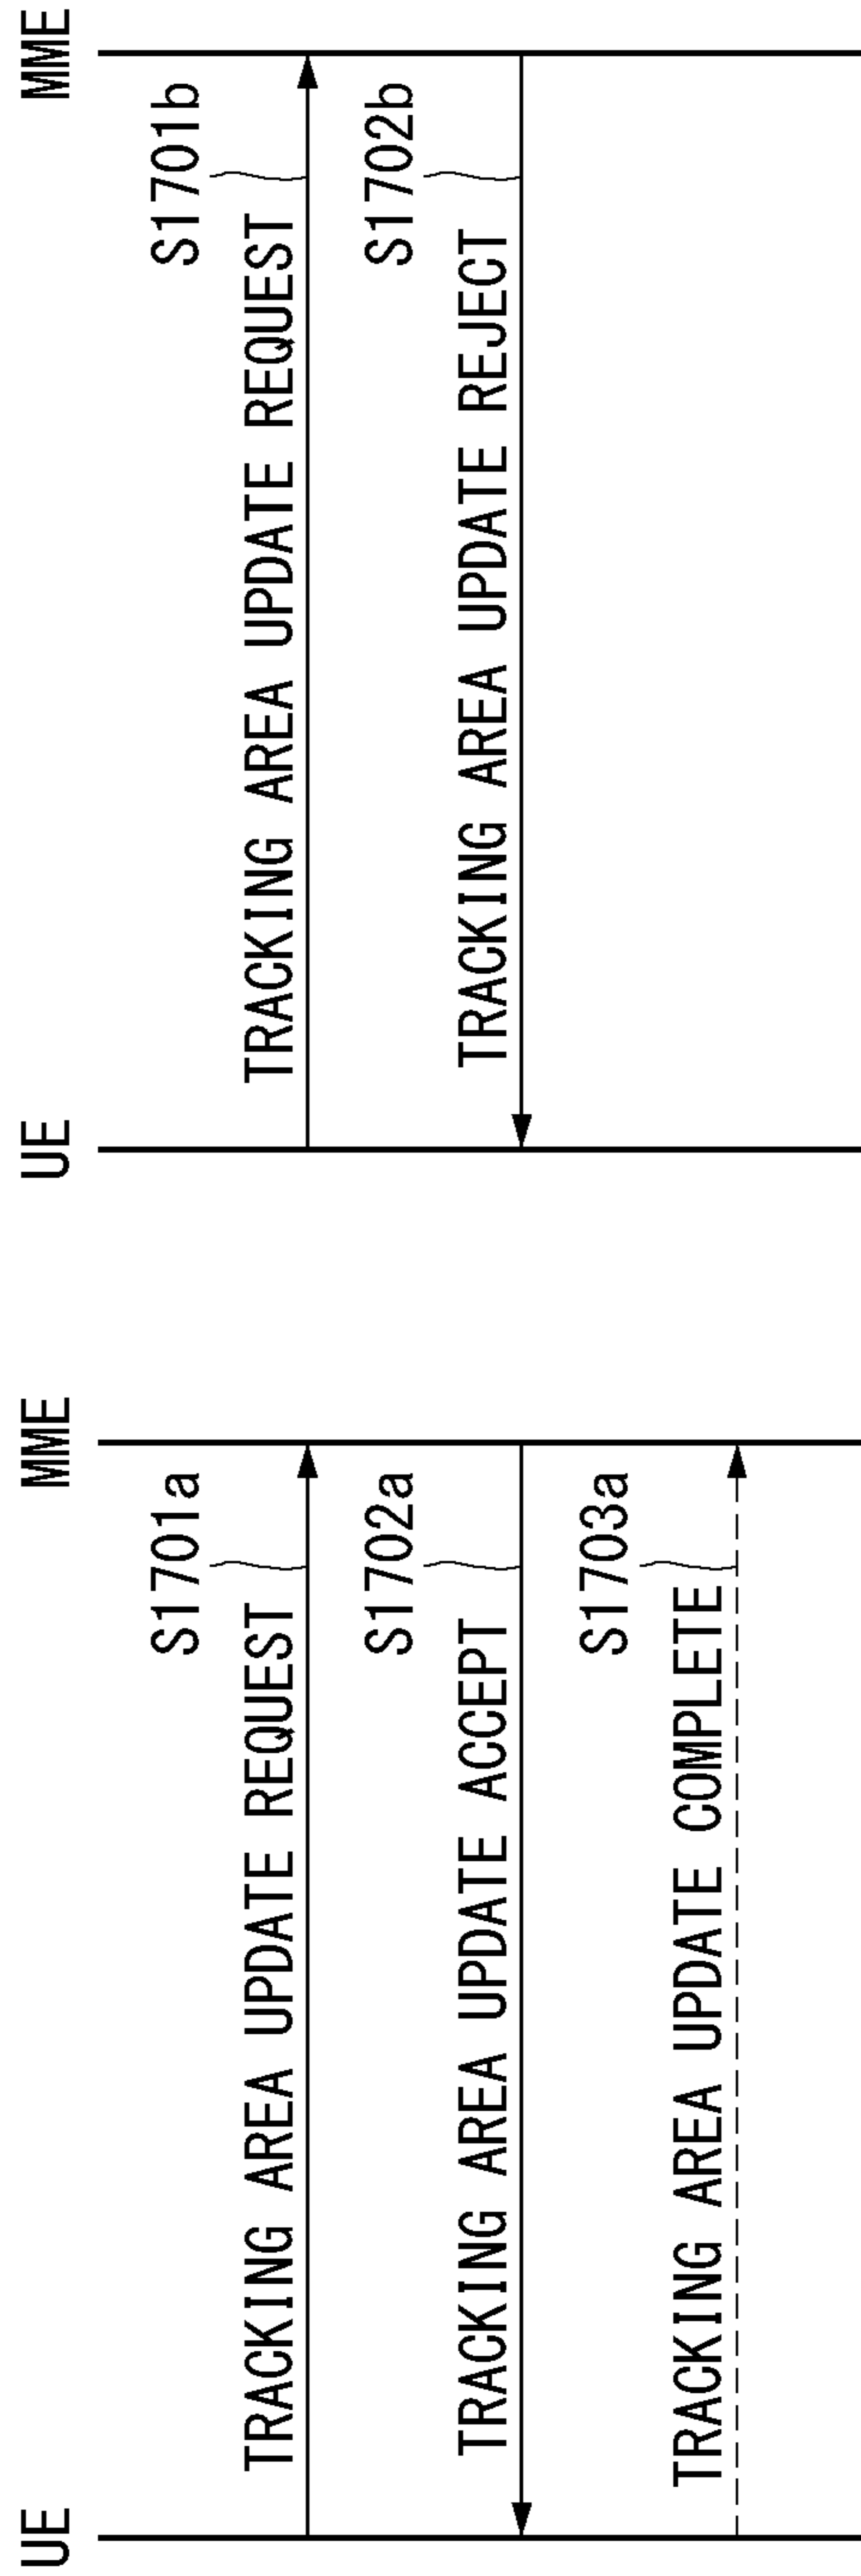 UE
MME
S1701a
TRACKING AREA UPDATE REQUEST
S1702a
TRACKING AREA UPDATE ACCEPT
S1703a
TRACKING AREA UPDATE COMPLETE
UE
MME
S1701b
TRACKING AREA UPDATE REQUEST
S1702b
TRACKING AREA UPDATE REJECT